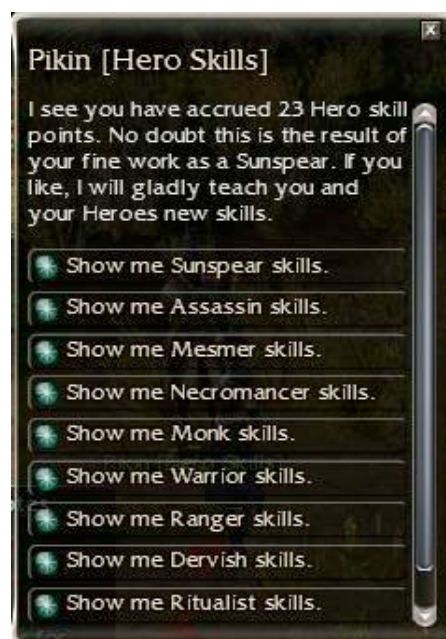 Pikin [Hero Skills]
I see you have accrued 23 Hero skill
points. No doubt this is the result of
your fine work as a Sunspear. If you
like, I will gladly teach you and
your Heroes new skills.
Show me Sunspear skills.
Show me Assassin skills.
Show me Mesmer skills.
Show me Necromancer skills.
Show me Monk skills.
Show me Warrior skills.
Show me Ranger skills.
Show me Dervish skills.
Show me Ritualist skills.